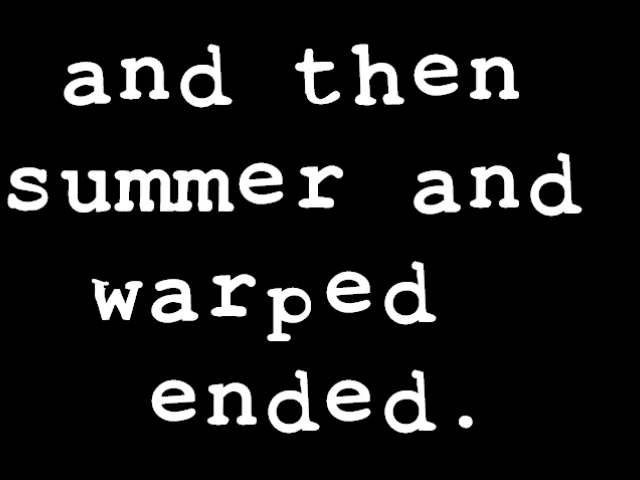 and then
summer and
warped
ended.